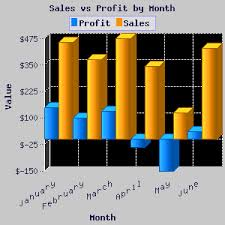 Sales vs Profit by Month
Profit Sales
$475
$350
$225
$100
$-25
$-150
Value
January
February
March
April
May
June
Month